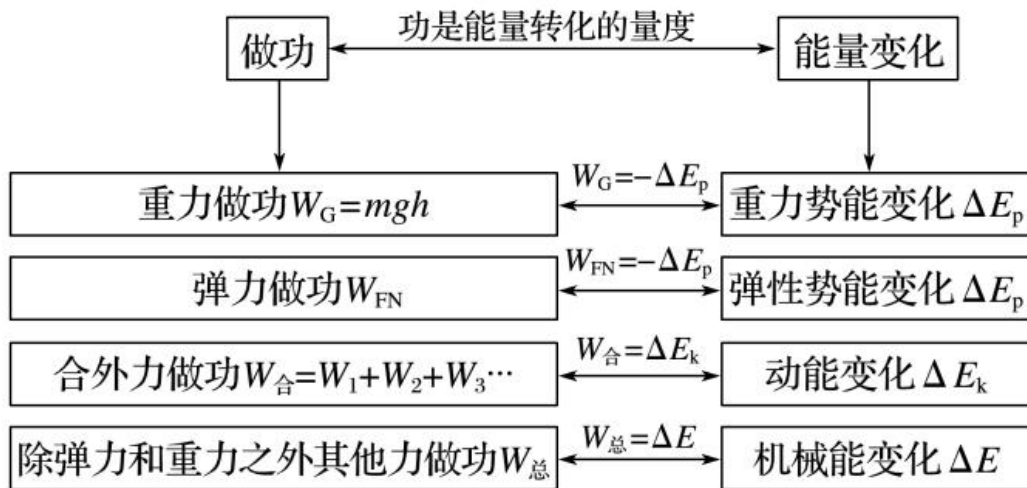 功是能量转化的量度
做功
能量变化
重力做功W_G=mgh
W_G=-ΔE_p
重力势能变化ΔE_p
弹力做功W_FN
W_FN=-ΔE_p
弹性势能变化ΔE_p
合外力做功W_合=W_1+W_2+W_3…
W_合=ΔE_k
动能变化ΔE_k
除弹力和重力之外其他力做功W_总
W_总=ΔE
机械能变化ΔE